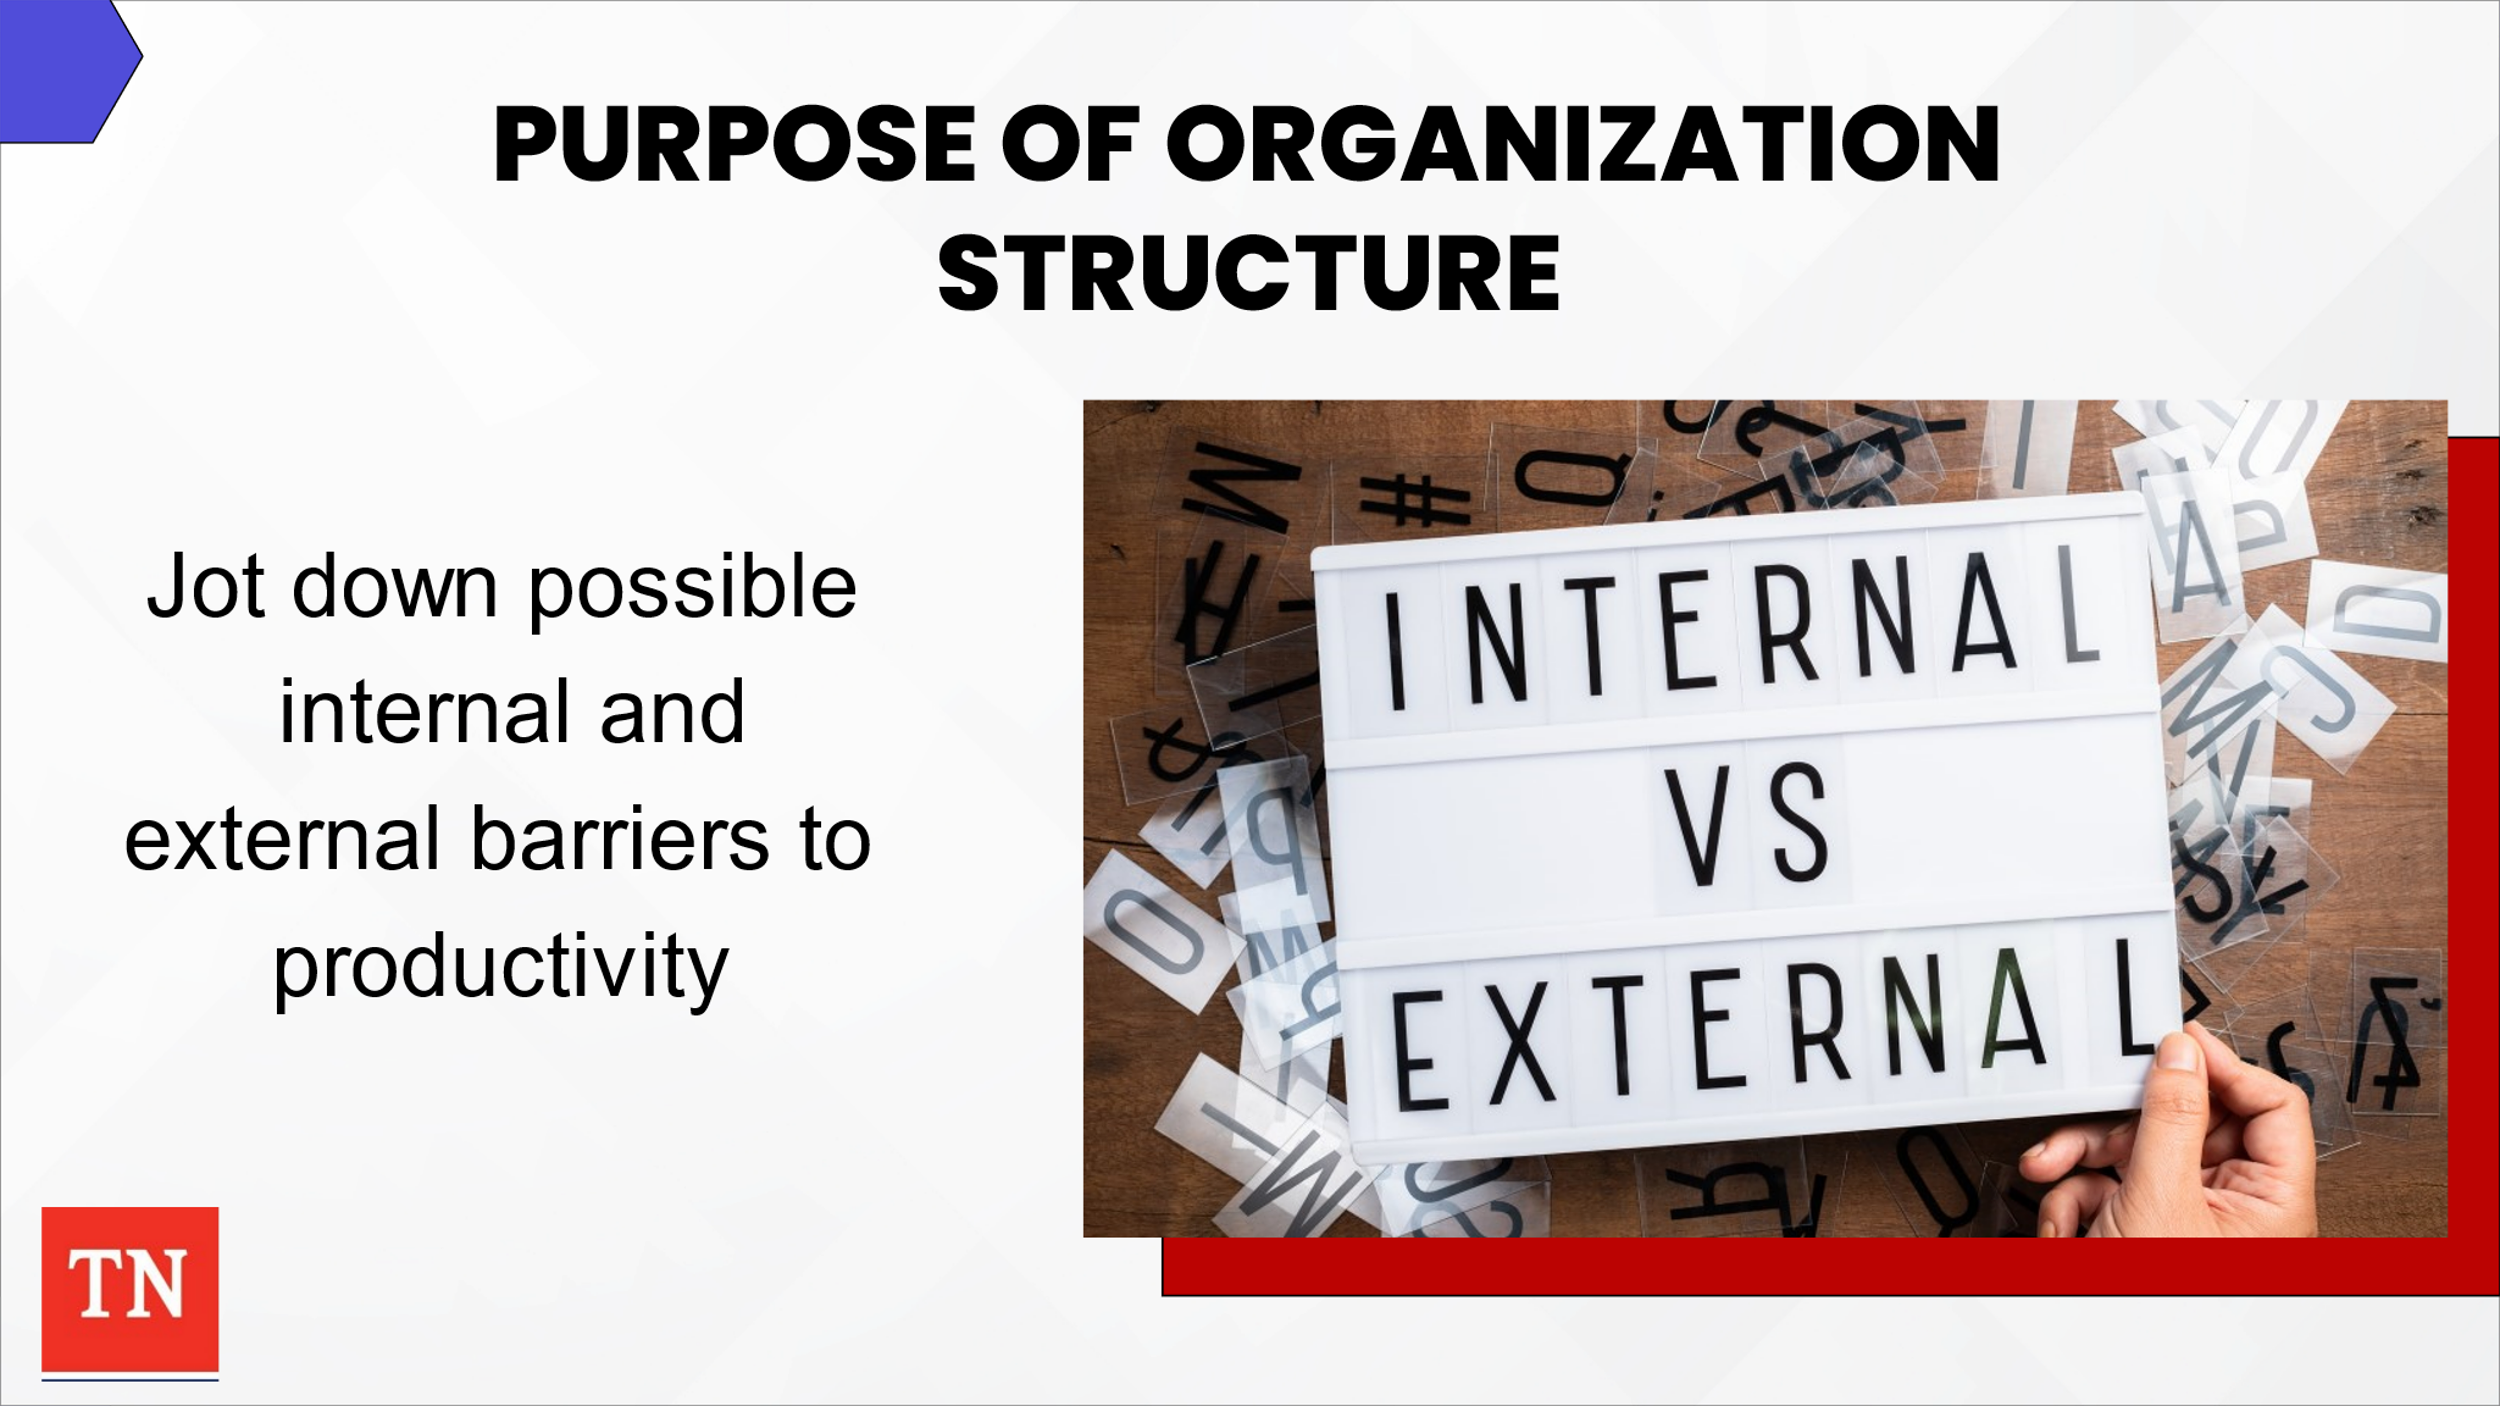 PURPOSE OF ORGANIZATION
STRUCTURE
Jot down possible
internal and
external barriers to
productivity
INTERNAL
VS
EXTERNAL
TN